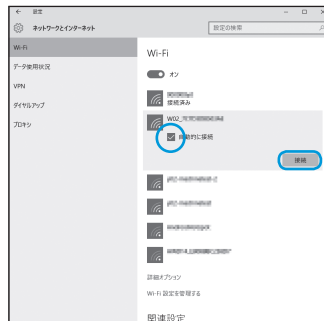 設定
ネットワークとインターネット
設定の検索
Wi-Fi
データ使用状況
VPN
ダイヤルアップ
プロキシ
Wi-Fi
オン
接続済み
W02_
自動的に接続
接続
詳細オプション
Wi-Fi 設定を管理する
関連設定